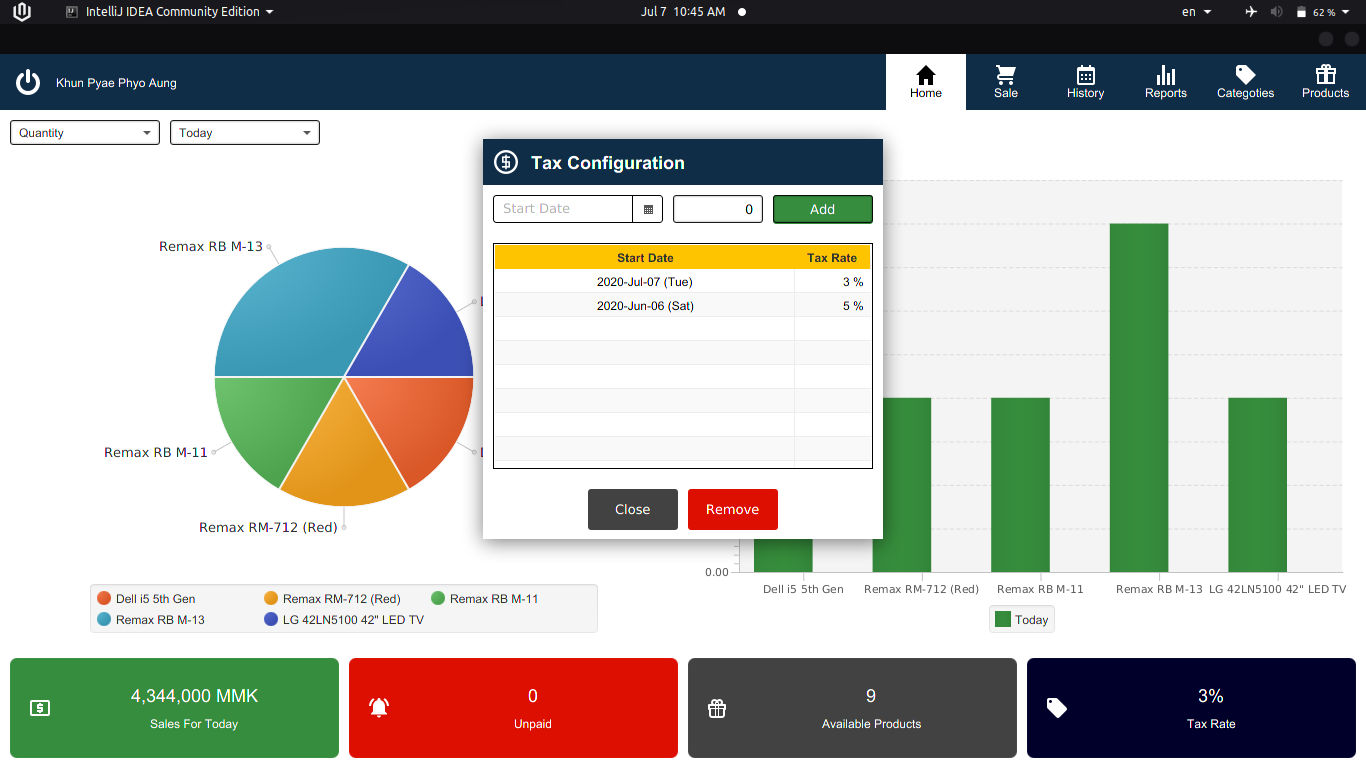 IntelliJ IDEA Community Edition
Jul 7 10:45 AM
en
62 %
Khun Pyae Phyo Aung
Home
Sale
History
Reports
Categoties
Products
Quantity
Today
Tax Configuration
Start Date
0
Add
Start Date Tax Rate
2020-Jul-07 (Tue) 3 %
2020-Jun-06 (Sat) 5 %
Close
Remove
Remax RB M-13
Remax RB M-11
Remax RM-712 (Red)
Dell i5 5th Gen
Remax RM-712 (Red)
Remax RB M-11
Remax RB M-13
LG 42LN5100 42" LED TV
0.00
Dell i5 5th Gen
Remax RM-712 (Red)
Remax RB M-11
Remax RB M-13
LG 42LN5100 42" LED TV
Today
4,344,000 MMK
Sales For Today
0
Unpaid
9
Available Products
3%
Tax Rate